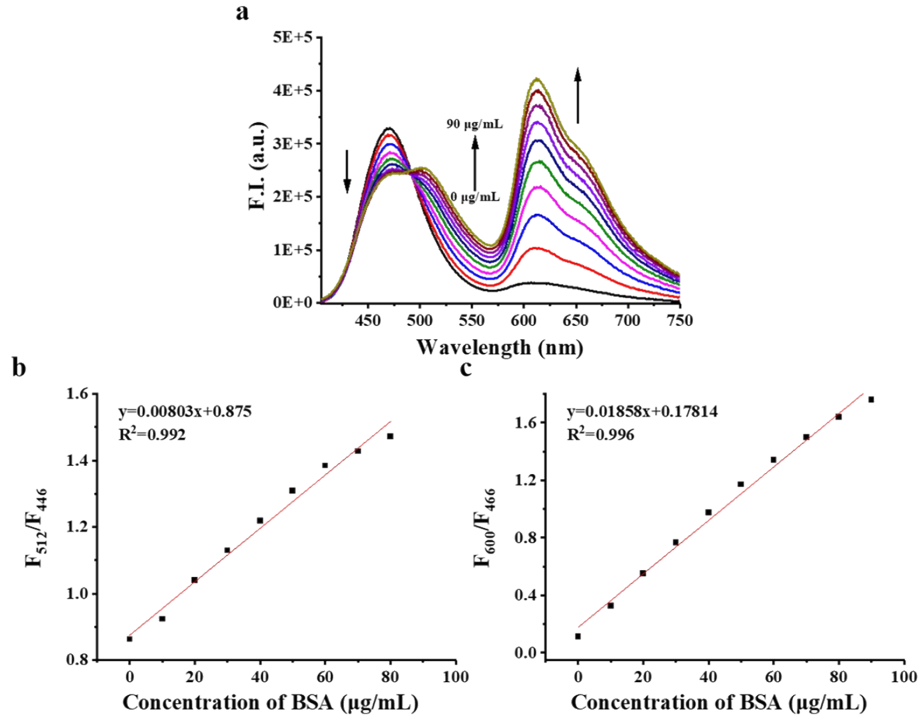 a
5E+5
4E+5
3E+5
2E+5
1E+5
0E+0
F.I. (a.u.)
90 μg/mL
0 μg/mL
450 500 550 600 650 700 750
Wavelength (nm)
b
1.6
1.4
1.2
1.0
0.8
F512/F446
y=0.00803x+0.875
R²=0.992
0 20 40 60 80 100
Concentration of BSA (μg/mL)
c
1.6
1.2
0.8
0.4
0.0
F600/F466
y=0.01858x+0.17814
R²=0.996
0 20 40 60 80 100
Concentration of BSA (μg/mL)